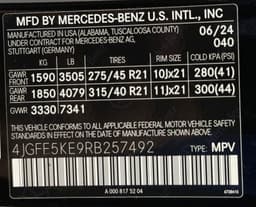 MFD BY MERCEDES-BENZ U.S. INTL., INC
MANUFACTURED IN USA (ALABAMA, TUSCALOOSA COUNTY) 06/24
UNDER CONTRACT FOR MERCEDES-BENZ AG, 040
STUTTGART (GERMANY)
KG LB TIRES RIM SIZE COLD KPA(PSI)
GAWR FRONT 1590 3505 275/45 R21 10Jx21 280(41)
GAWR REAR 1850 4079 315/40 R21 11Jx21 300(44)
GVWR 3330 7341
THIS VEHICLE CONFORMS TO ALL APPLICABLE FEDERAL MOTOR VEHICLE SAFETY
STANDARDS IN EFFECT ON THE DATE OF MANUFACTURE SHOWN ABOVE.
4JGFF5KE9RB257492 TYPE: MPV
A 000 817 52 04